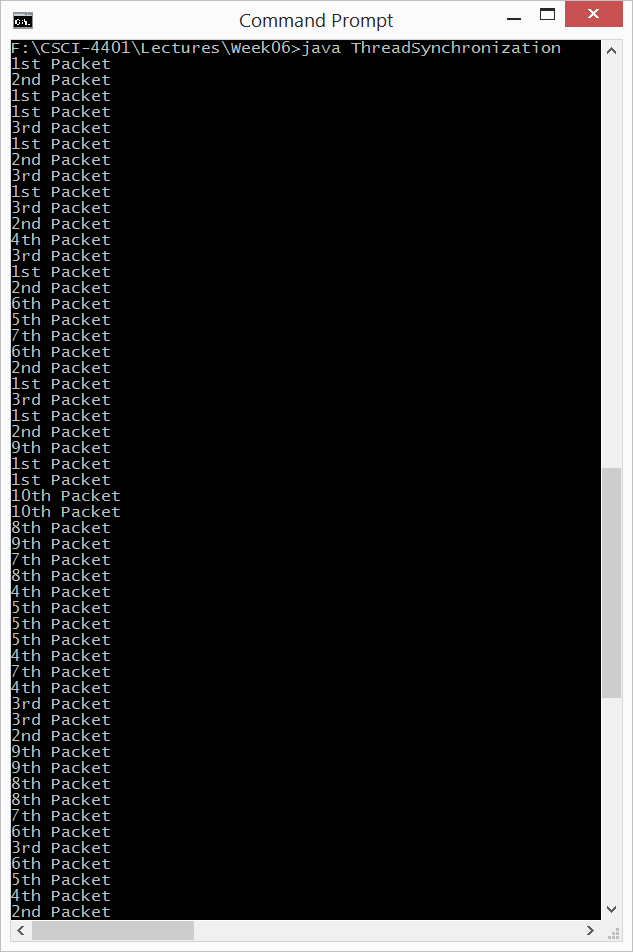 Command Prompt
F:\CSCI-4401\Lectures\Week06>java ThreadSynchronization
1st Packet
2nd Packet
1st Packet
1st Packet
3rd Packet
1st Packet
2nd Packet
3rd Packet
1st Packet
3rd Packet
2nd Packet
4th Packet
3rd Packet
1st Packet
2nd Packet
6th Packet
5th Packet
7th Packet
6th Packet
2nd Packet
1st Packet
3rd Packet
1st Packet
2nd Packet
9th Packet
1st Packet
1st Packet
10th Packet
10th Packet
8th Packet
9th Packet
7th Packet
8th Packet
4th Packet
5th Packet
5th Packet
5th Packet
4th Packet
7th Packet
4th Packet
3rd Packet
3rd Packet
2nd Packet
9th Packet
9th Packet
8th Packet
8th Packet
7th Packet
6th Packet
3rd Packet
6th Packet
5th Packet
4th Packet
2nd Packet